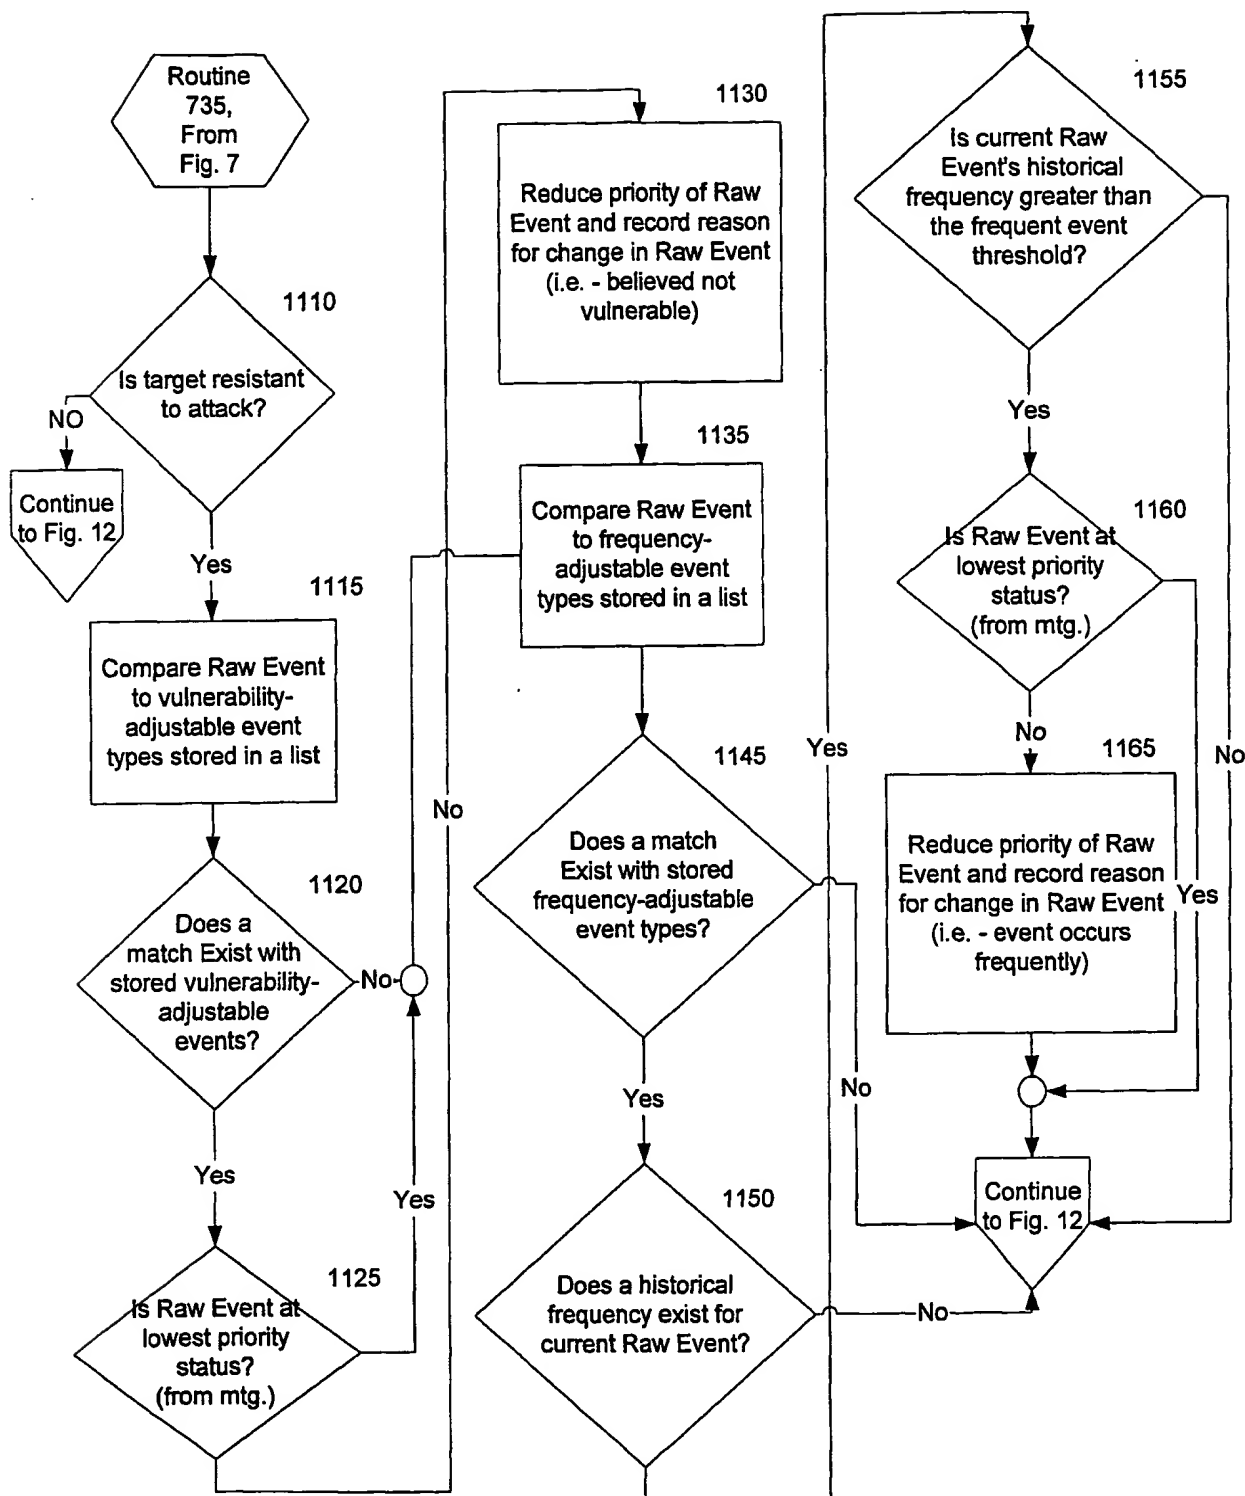 Routine
735,
From
Fig. 7
1110
Is target resistant
to attack?
NO
Continue
to Fig. 12
Yes
1115
Compare Raw Event
to vulnerability-
adjustable event
types stored in a list
1120
Does a
match Exist with
stored vulnerability-
adjustable
events?
No
Yes
Yes
1125
Is Raw Event at
lowest priority
status?
(from mtg.)
No
1130
Reduce priority of Raw
Event and record reason
for change in Raw Event
(i.e. - believed not
vulnerable)
1135
Compare Raw Event
to frequency-
adjustable event
types stored in a list
1145
Does a match
Exist with stored
frequency-adjustable
event types?
No
Yes
1150
Does a historical
frequency exist for
current Raw Event?
No
Yes
1155
Is current Raw
Event's historical
frequency greater than
the frequent event
threshold?
Yes
No
1160
Is Raw Event at
lowest priority
status?
(from mtg.)
No
Yes
1165
Reduce priority of Raw
Event and record reason
for change in Raw Event
(i.e. - event occurs
frequently)
Continue
to Fig. 12